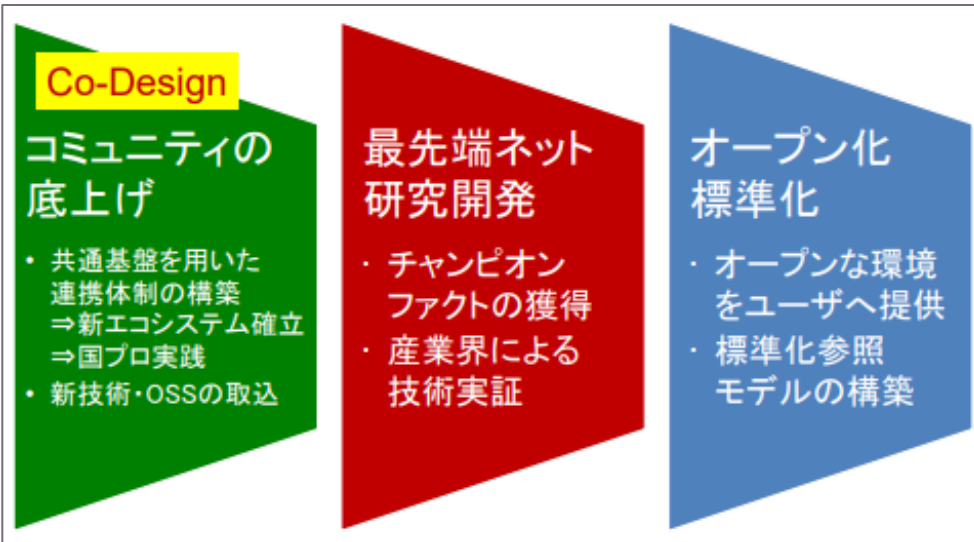 Co-Design
コミュニティの
底上げ
• 共通基盤を用いた
連携体制の構築
⇒新エコシステム確立
⇒国プロ実践
• 新技術・OSSの取込
最先端ネット
研究開発
・ チャンピオン
ファクトの獲得
・ 産業界による
技術実証
オープン化
標準化
・ オープンな環境
をユーザへ提供
・ 標準化参照
モデルの構築